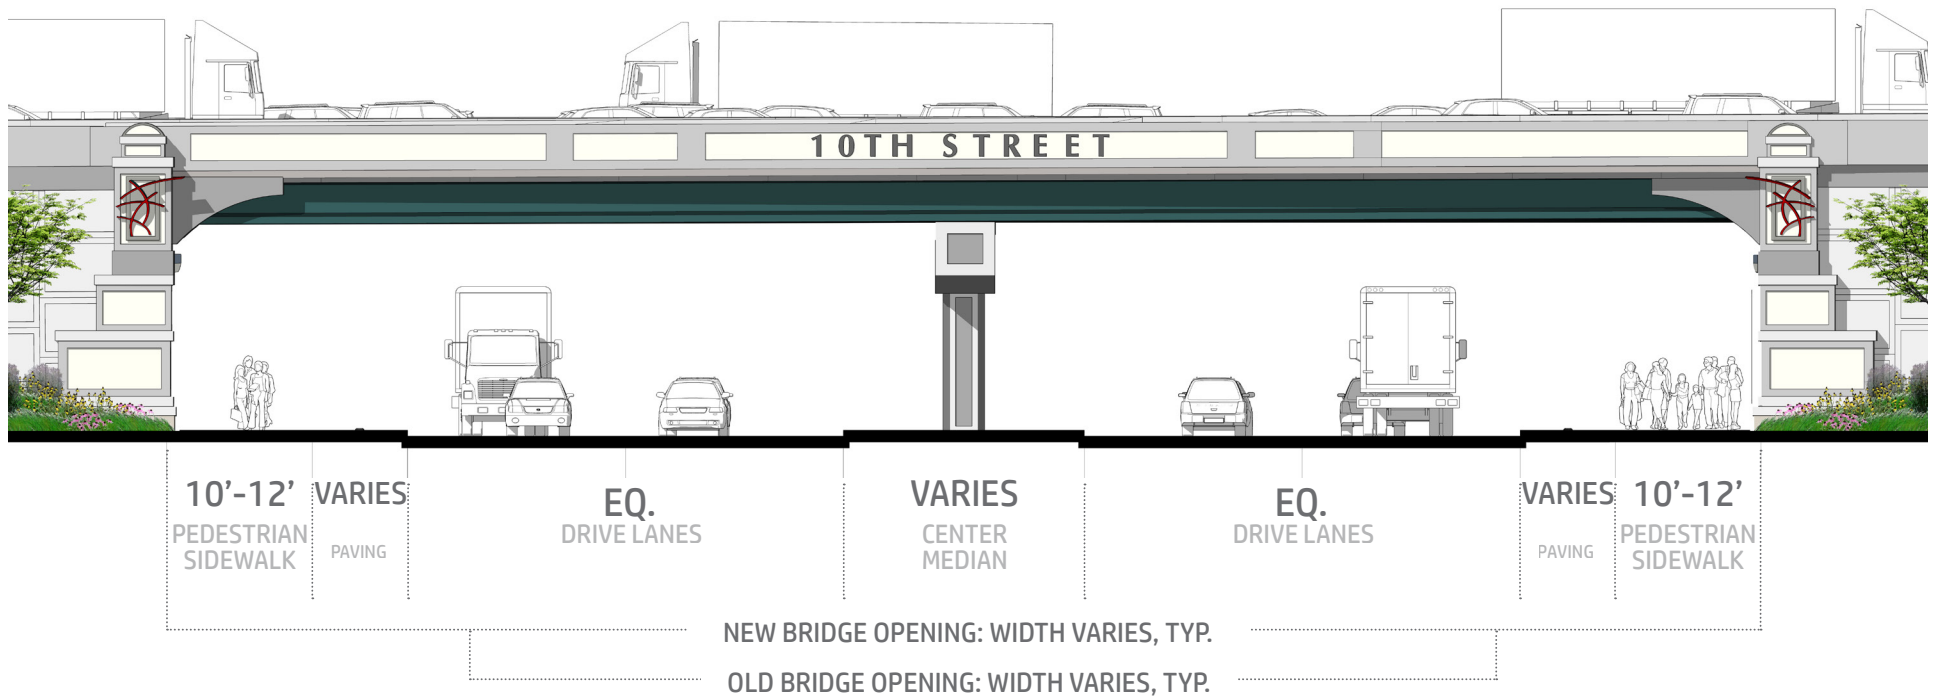 10TH STREET
10’-12’
PEDESTRIAN
SIDEWALK
VARIES
PAVING
EQ.
DRIVE LANES
VARIES
CENTER
MEDIAN
EQ.
DRIVE LANES
VARIES
PAVING
10’-12’
PEDESTRIAN
SIDEWALK
NEW BRIDGE OPENING: WIDTH VARIES, TYP.
OLD BRIDGE OPENING: WIDTH VARIES, TYP.